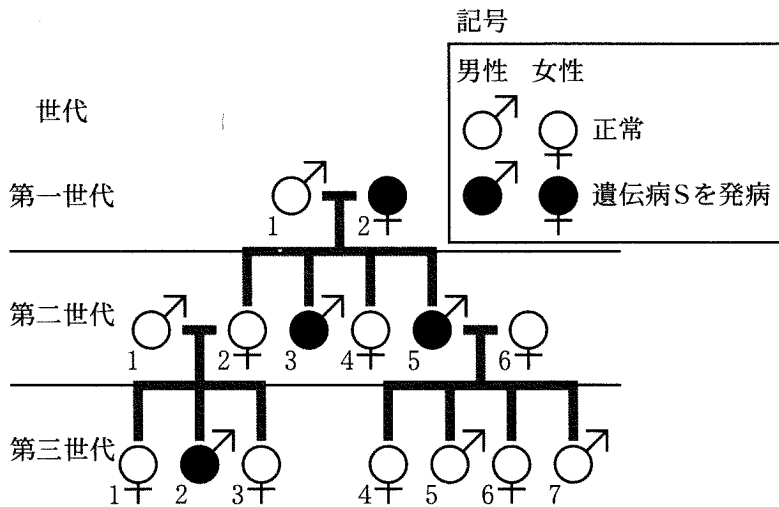 記号
男性 女性
正常
遺伝病Sを発病
世代
第一世代
1 2
第二世代
1 2 3 4 5 6
第三世代
1 2 3 4 5 6 7